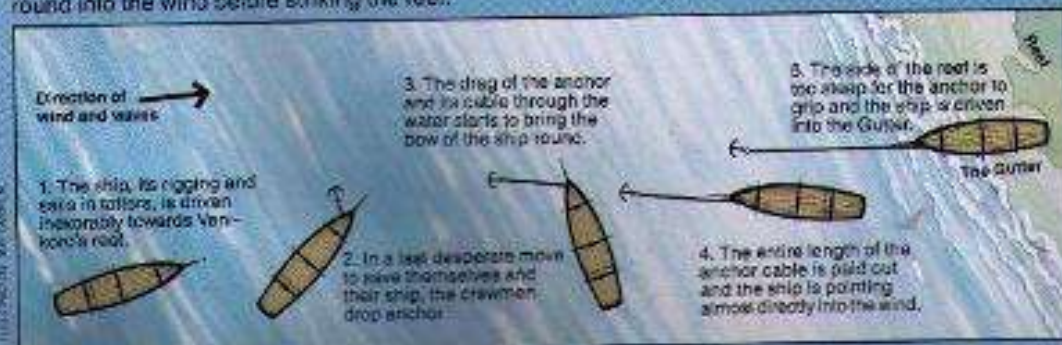 round into the wind before striking the reef.
Direction of
wind and waves
1. The ship, its rigging and
sails in tatters, is driven
inexorably towards Vani-
koro's reef.
2. In a last desperate move
to save themselves and
their ship, the crewmen
drop anchor.
3. The drag of the anchor
and its cable through the
water starts to bring the
bow of the ship round.
4. The entire length of the
anchor cable is paid out
and the ship is pointing
almost directly into the wind.
5. The side of the reef is
too steep for the anchor to
grip and the ship is driven
into the Gutter.
The Gutter
Reef